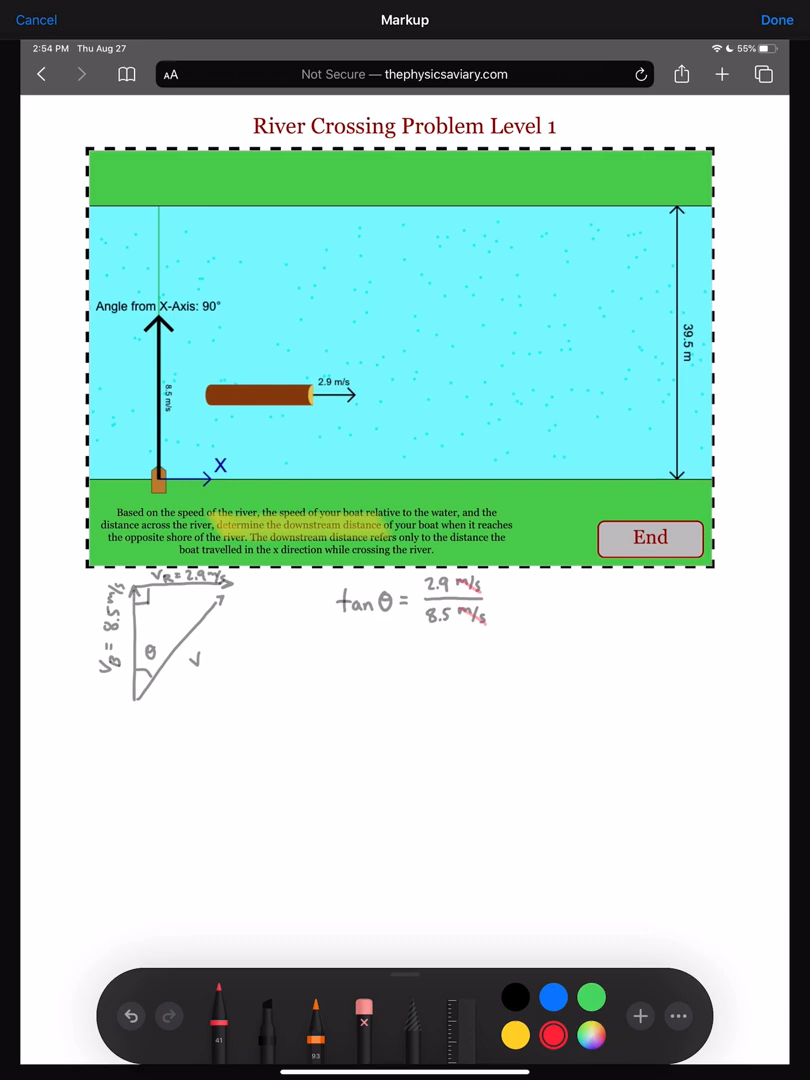 Cancel
Markup
Done
2:54 PM Thu Aug 27
55%
AA
Not Secure — thephysicsaviary.com
River Crossing Problem Level 1
Angle from X-Axis: 90°
8.5 m/s
2.9 m/s
39.5 m
X
Based on the speed of the river, the speed of your boat relative to the water, and the
distance across the river, determine the downstream distance of your boat when it reaches
the opposite shore of the river. The downstream distance refers only to the distance the
boat travelled in the x direction while crossing the river.
End
v_R = 2.9 m/s
v_B = 8.5 m/s
θ
v
tan θ = 2.9 m/s / 8.5 m/s
41
93